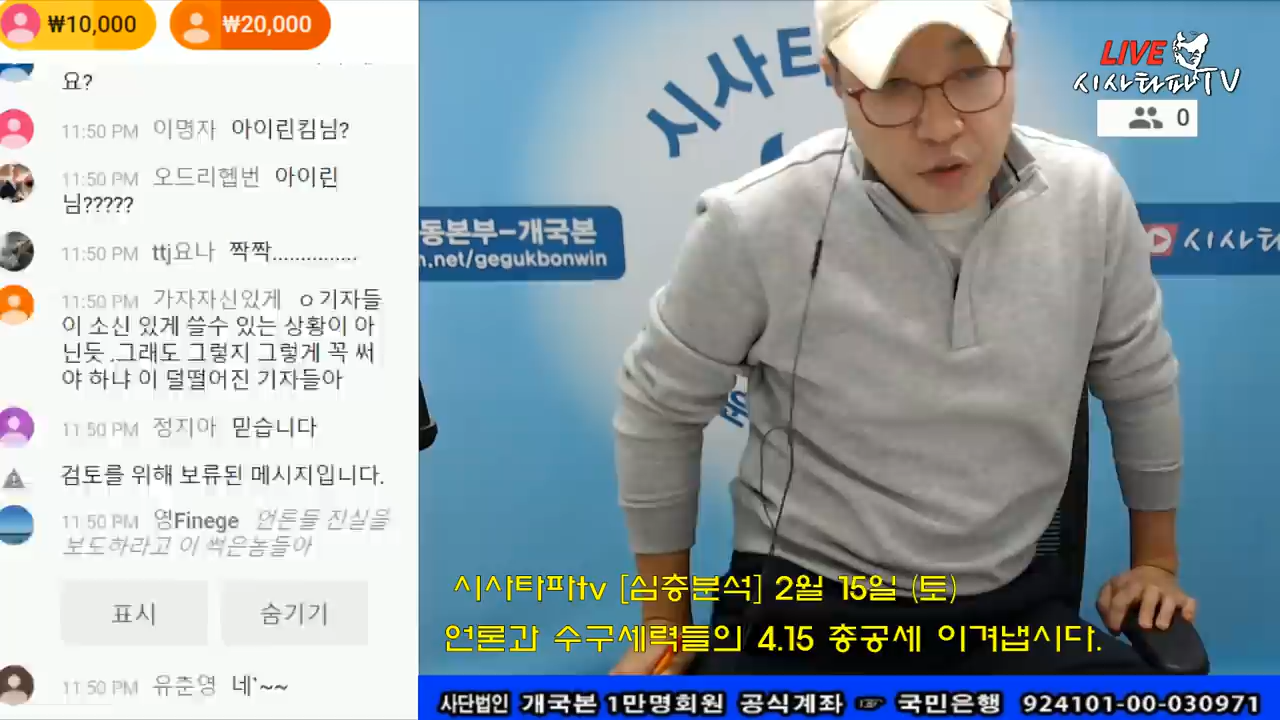 ₩10,000 ₩20,000
요?
11:50 PM 이명자 아이린킴님?
11:50 PM 오드리헵번 아이린
님?????
11:50 PM ttj요나 짝짝...............
11:50 PM 가자자신있게 ㅇ기자들
이 소신 있게 쓸수 있는 상황이 아
닌듯 .그래도 그렇지 그렇게 꼭 써
야 하냐 이 덜떨어진 기자들아
11:50 PM 정지아 믿습니다
검토를 위해 보류된 메시지입니다.
11:50 PM 영Finege 언론들 진실을
보도하라고 이 썩은놈들아
표시 숨기기
11:50 PM 유춘영 네~~
시사타
동본부-개국본
n.net/gegukbonwin
LIVE
시사타파TV
0
시사타
시사타파tv [심층분석] 2월 15일 (토)
언론과 수구세력들의 4.15 총공세 이겨냅시다.
사단법인 개국본 1만명회원 공식계좌 ☞ 국민은행 924101-00-030971